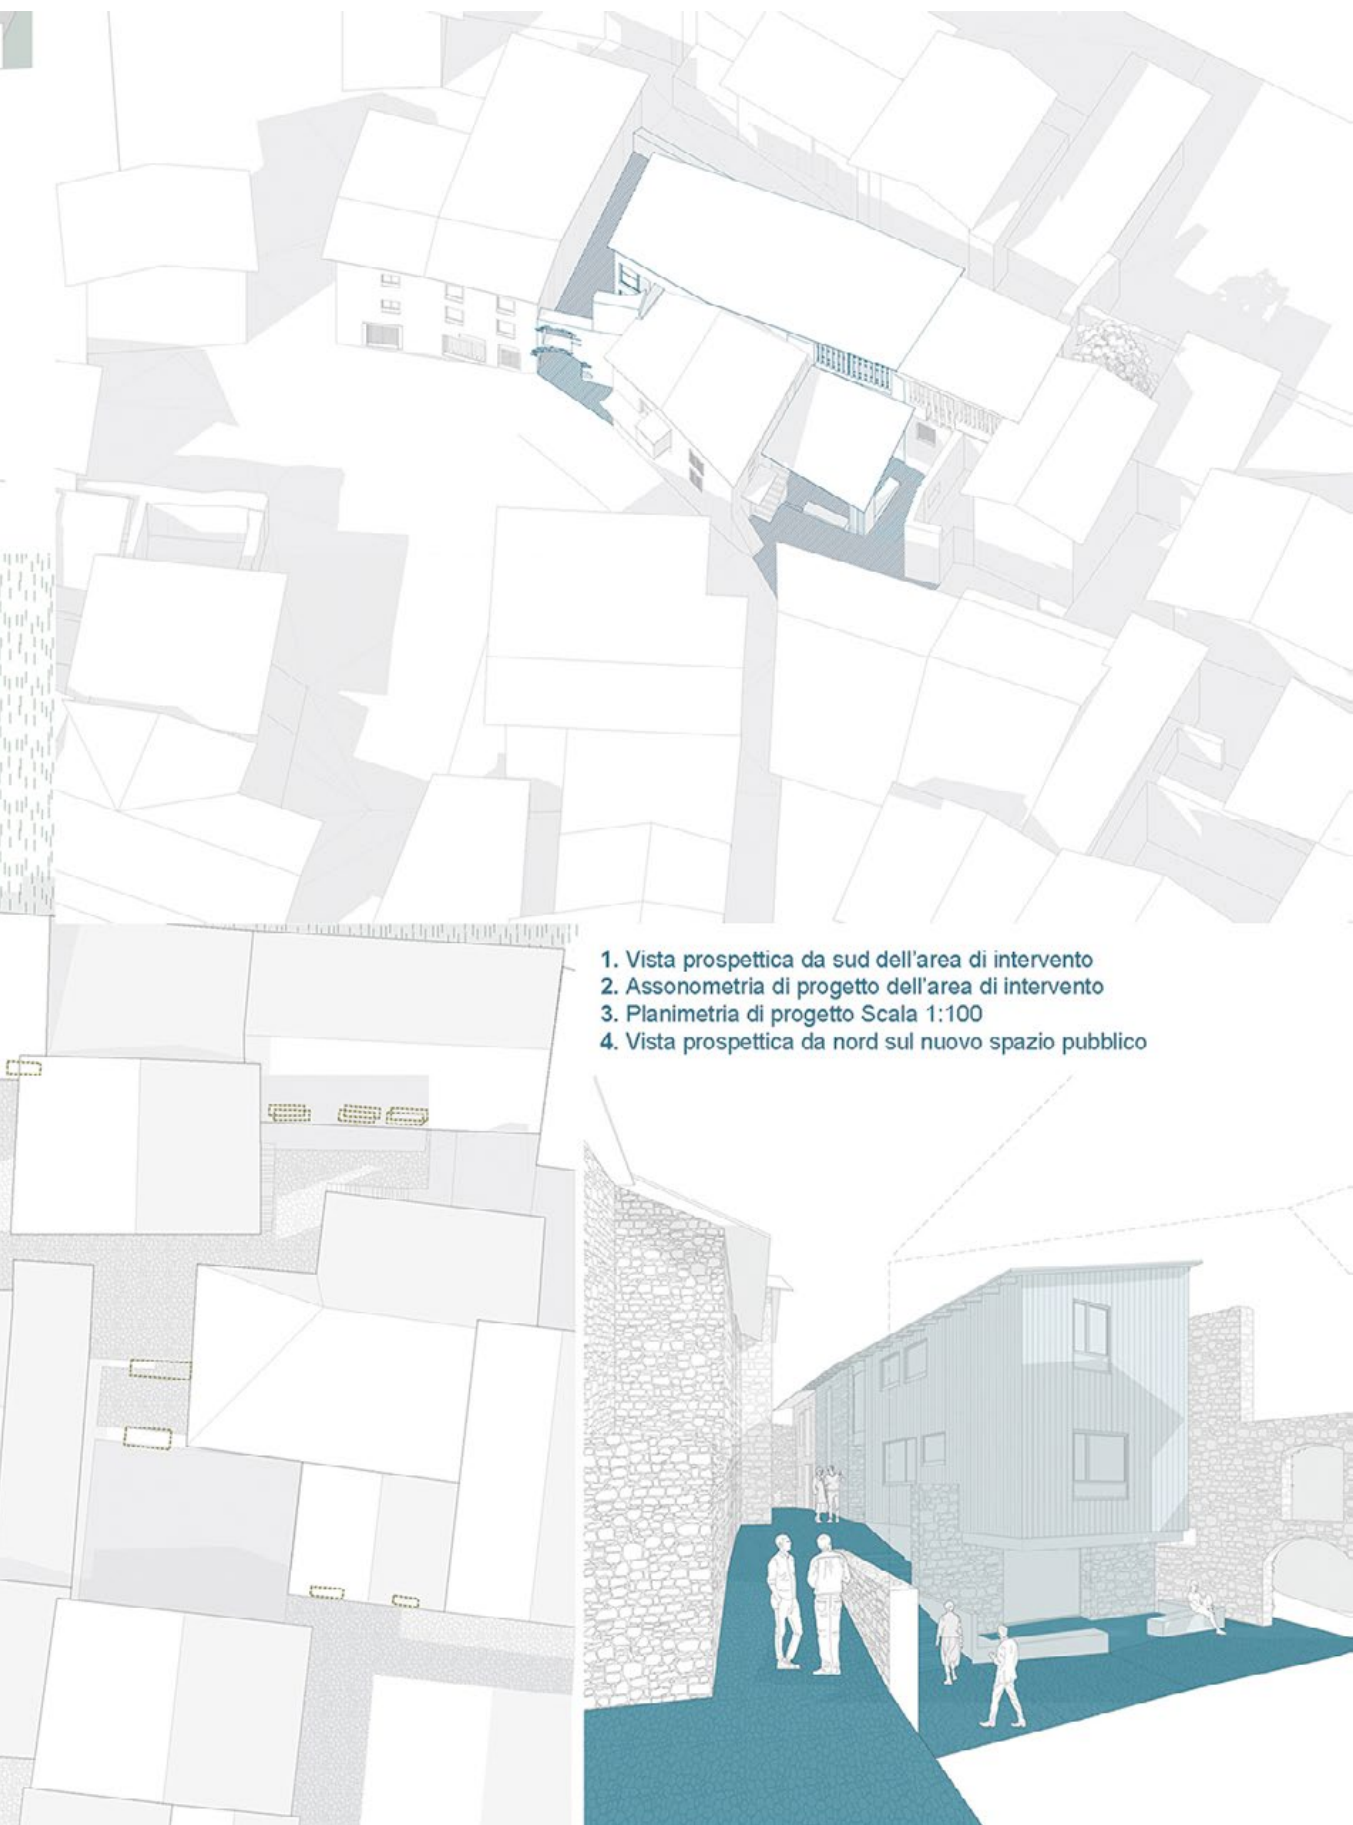 1. Vista prospettica da sud dell'area di intervento
2. Assonometria di progetto dell'area di intervento
3. Planimetria di progetto Scala 1:100
4. Vista prospettica da nord sul nuovo spazio pubblico